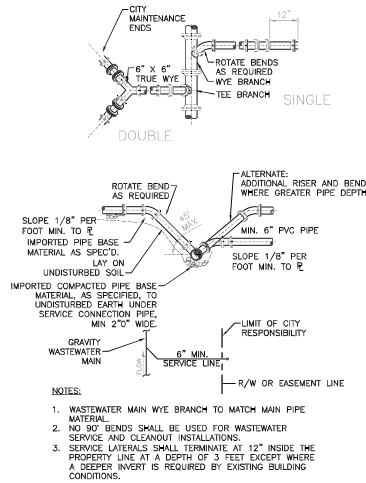 CITY
MAINTENANCE
ENDS
12"
6" X 6"
TRUE WYE
ROTATE BENDS
AS REQUIRED
WYE BRANCH
TEE BRANCH
SINGLE
DOUBLE
ROTATE BEND
AS REQUIRED
ALTERNATE:
ADDITIONAL RISER AND BEND
WHERE GREATER PIPE DEPTH
45°
MAX
SLOPE 1/8" PER
FOOT MIN. TO ℄
MIN. 6" PVC PIPE
IMPORTED PIPE BASE
MATERIAL AS SPEC'D.
LAY ON
UNDISTURBED SOIL
SLOPE 1/8" PER
FOOT MIN. TO ℄
IMPORTED COMPACTED PIPE BASE
MATERIAL, AS SPECIFIED, TO
UNDISTURBED EARTH UNDER
SERVICE CONNECTION PIPE,
MIN 2"0" WIDE.
LIMIT OF CITY
RESPONSIBILITY
GRAVITY
WASTEWATER
MAIN
FLOW
6" MIN.
SERVICE LINE
R/W OR EASEMENT LINE
NOTES:
1. WASTEWATER MAIN WYE BRANCH TO MATCH MAIN PIPE
MATERIAL.
2. NO 90° BENDS SHALL BE USED FOR WASTEWATER
SERVICE AND CLEANOUT INSTALLATIONS.
3. SERVICE LATERALS SHALL TERMINATE AT 12" INSIDE THE
PROPERTY LINE AT A DEPTH OF 3 FEET EXCEPT WHERE
A DEEPER INVERT IS REQUIRED BY EXISTING BUILDING
CONDITIONS.